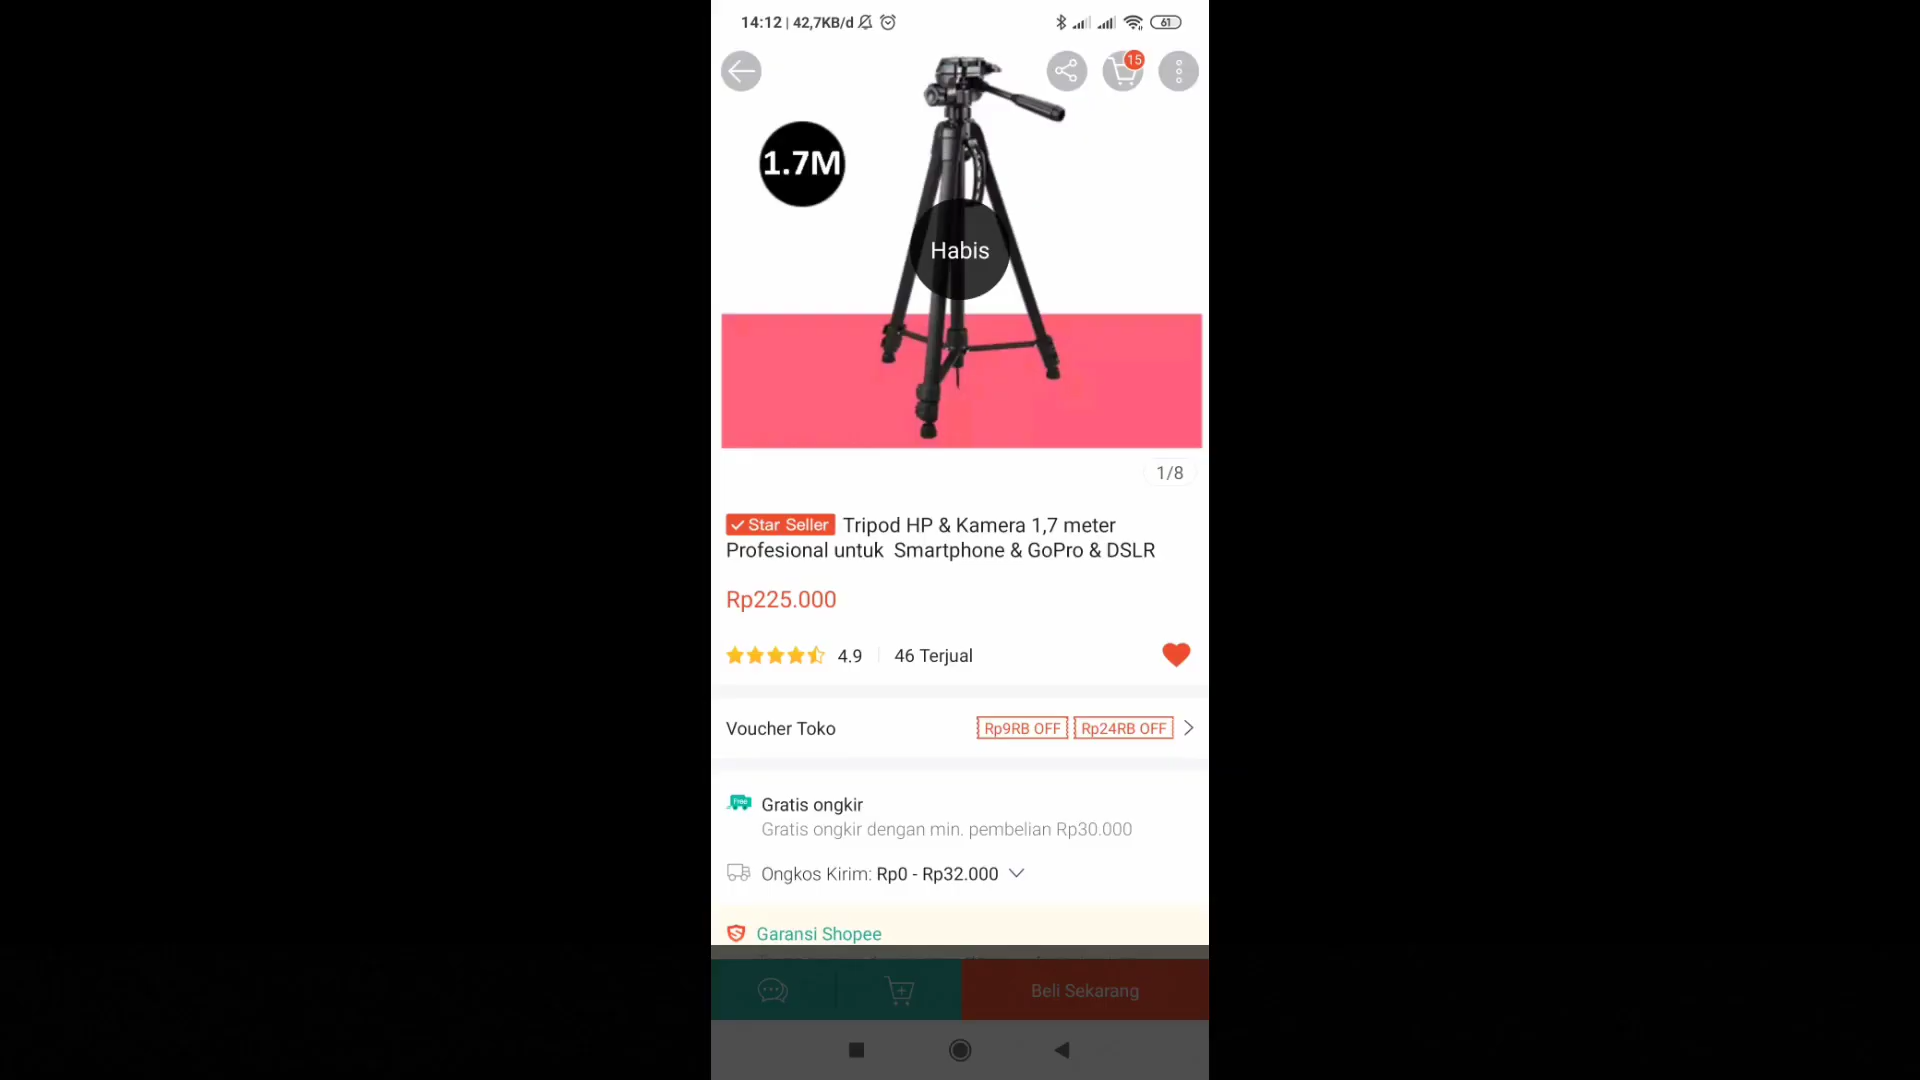 14:12 | 42,7KB/d
61
15
1.7M
Habis
1/8
Star Seller Tripod HP & Kamera 1,7 meter
Profesional untuk Smartphone & GoPro & DSLR
Rp225.000
4.9 46 Terjual
Voucher Toko Rp9RB OFF Rp24RB OFF
Free Gratis ongkir
Gratis ongkir dengan min. pembelian Rp30.000
Ongkos Kirim: Rp0 - Rp32.000
Garansi Shopee
Beli Sekarang